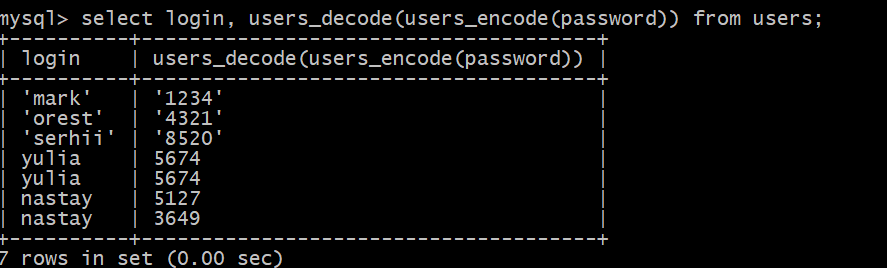 mysql> select login, users_decode(users_encode(password)) from users;
+----------+---------------------------------------+
| login    | users_decode(users_encode(password)) |
+----------+---------------------------------------+
| 'mark'   | '1234'                                |
| 'orest'  | '4321'                                |
| 'serhii' | '8520'                                |
| yulia    | 5674                                  |
| yulia    | 5674                                  |
| nastay   | 5127                                  |
| nastay   | 3649                                  |
+----------+---------------------------------------+
7 rows in set (0.00 sec)